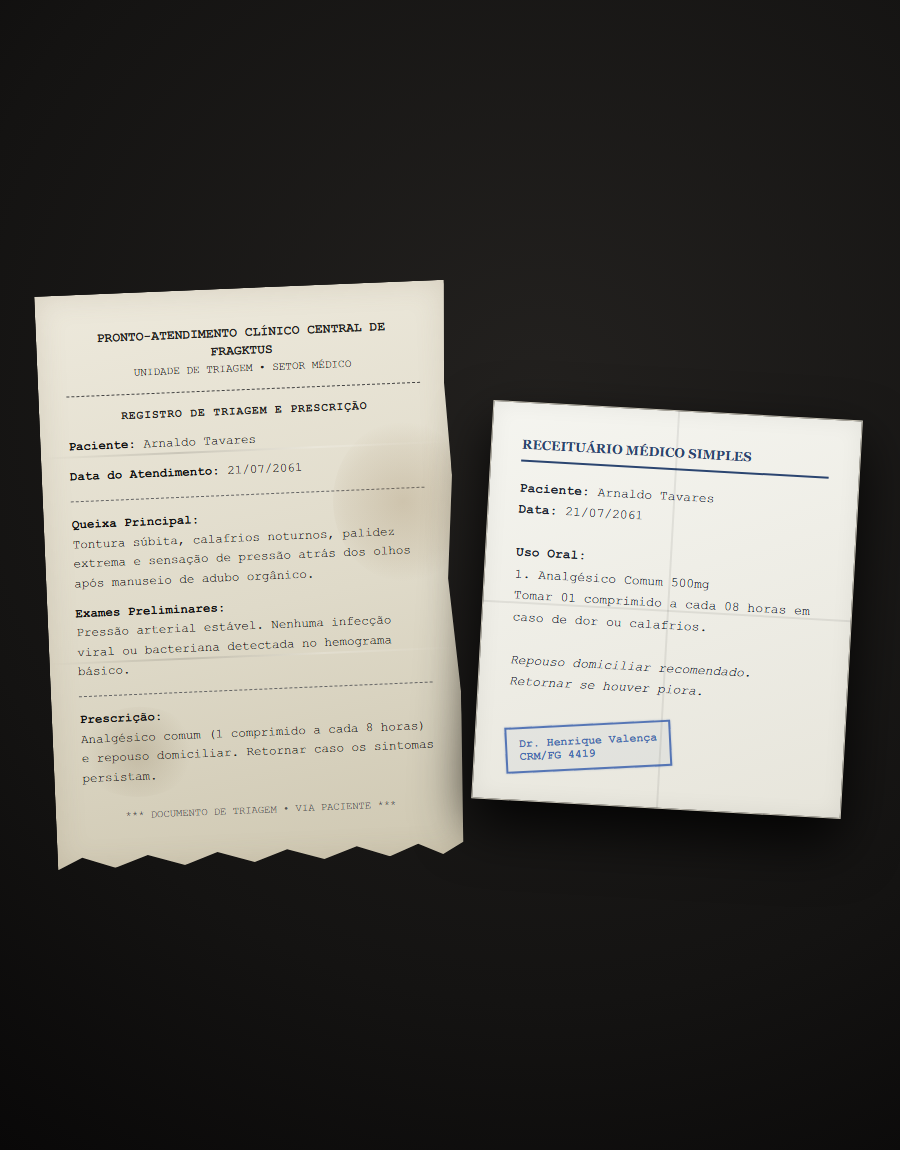 PRONTO-ATENDIMENTO CLÍNICO CENTRAL DE
FRAGKTUS
UNIDADE DE TRIAGEM • SETOR MÉDICO
REGISTRO DE TRIAGEM E PRESCRIÇÃO
Paciente: Arnaldo Tavares
Data do Atendimento: 21/07/2061
Queixa Principal:
Tontura súbita, calafrios noturnos, palidez
extrema e sensação de pressão atrás dos olhos
após manuseio de adubo orgânico.
Exames Preliminares:
Pressão arterial estável. Nenhuma infecção
viral ou bacteriana detectada no hemograma
básico.
Prescrição:
Analgésico comum (1 comprimido a cada 8 horas)
e repouso domiciliar. Retornar caso os sintomas
persistam.
*** DOCUMENTO DE TRIAGEM • VIA PACIENTE ***
RECEITUÁRIO MÉDICO SIMPLES
Paciente: Arnaldo Tavares
Data: 21/07/2061
Uso Oral:
1. Analgésico Comum 500mg
Tomar 01 comprimido a cada 08 horas em
caso de dor ou calafrios.
Repouso domiciliar recomendado.
Retornar se houver piora.
Dr. Henrique Valença
CRM/FG 4419